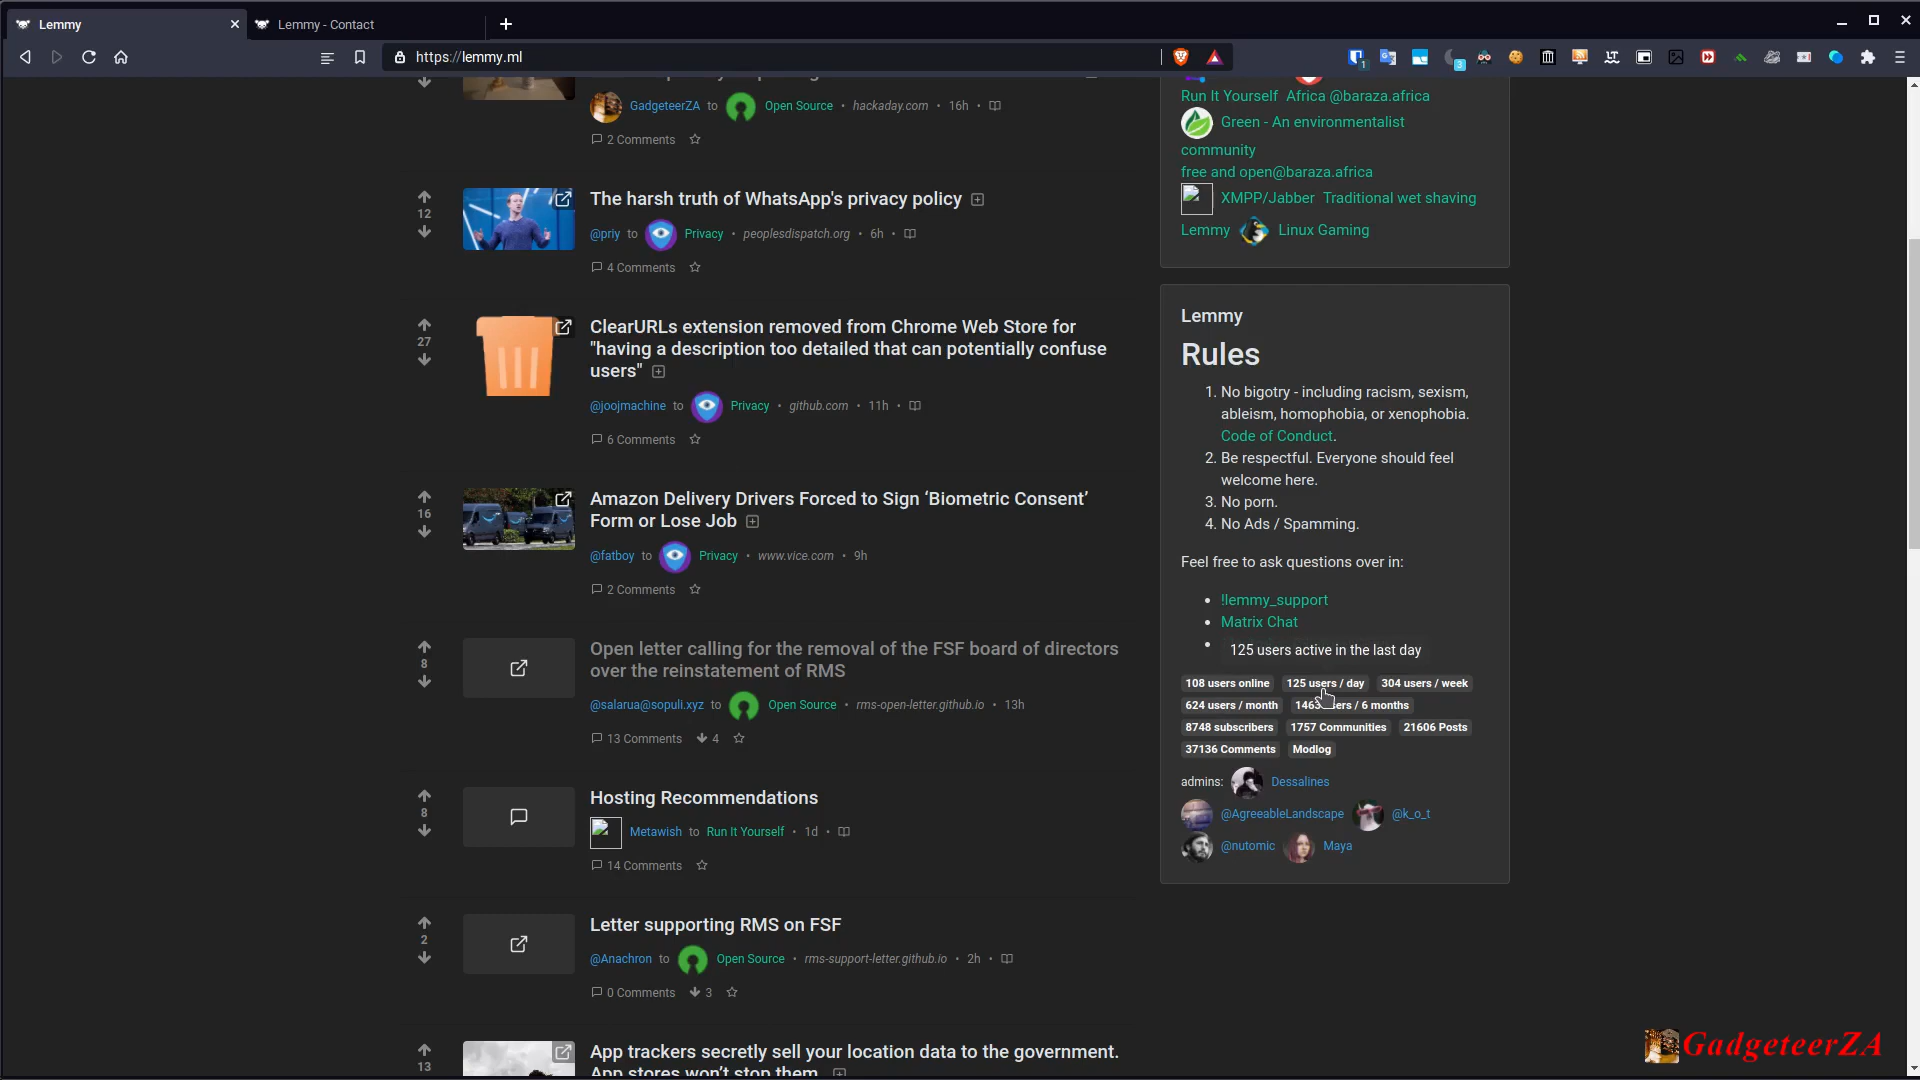 Lemmy
Lemmy - Contact
https://lemmy.ml
1
3
GadgeteerZA to Open Source • hackaday.com • 16h •
2 Comments
12
The harsh truth of WhatsApp's privacy policy
@priy to Privacy • peoplesdispatch.org • 6h •
4 Comments
27
ClearURLs extension removed from Chrome Web Store for
"having a description too detailed that can potentially confuse
users"
@joojmachine to Privacy • github.com • 11h •
6 Comments
16
Amazon Delivery Drivers Forced to Sign ‘Biometric Consent’
Form or Lose Job
@fatboy to Privacy • www.vice.com • 9h
2 Comments
8
Open letter calling for the removal of the FSF board of directors
over the reinstatement of RMS
@salarua@sopuli.xyz to Open Source • rms-open-letter.github.io • 13h
13 Comments 4
8
Hosting Recommendations
Metawish to Run It Yourself • 1d •
14 Comments
2
Letter supporting RMS on FSF
@Anachron to Open Source • rms-support-letter.github.io • 2h •
0 Comments 3
13
App trackers secretly sell your location data to the government.
App stores won't stop them.
Run It Yourself Africa @baraza.africa
Green - An environmentalist
community
free and open@baraza.africa
XMPP/Jabber Traditional wet shaving
Lemmy Linux Gaming
Lemmy
Rules
1. No bigotry - including racism, sexism,
ableism, homophobia, or xenophobia.
Code of Conduct.
2. Be respectful. Everyone should feel
welcome here.
3. No porn.
4. No Ads / Spamming.
Feel free to ask questions over in:
• !lemmy_support
• Matrix Chat
• 125 users active in the last day
108 users online 125 users / day 304 users / week
624 users / month / 6 months
8748 subscribers 1757 Communities 21606 Posts
37136 Comments Modlog
admins: Dessalines
@AgreeableLandscape @k_o_t
@nutomic Maya
GadgeteerZA